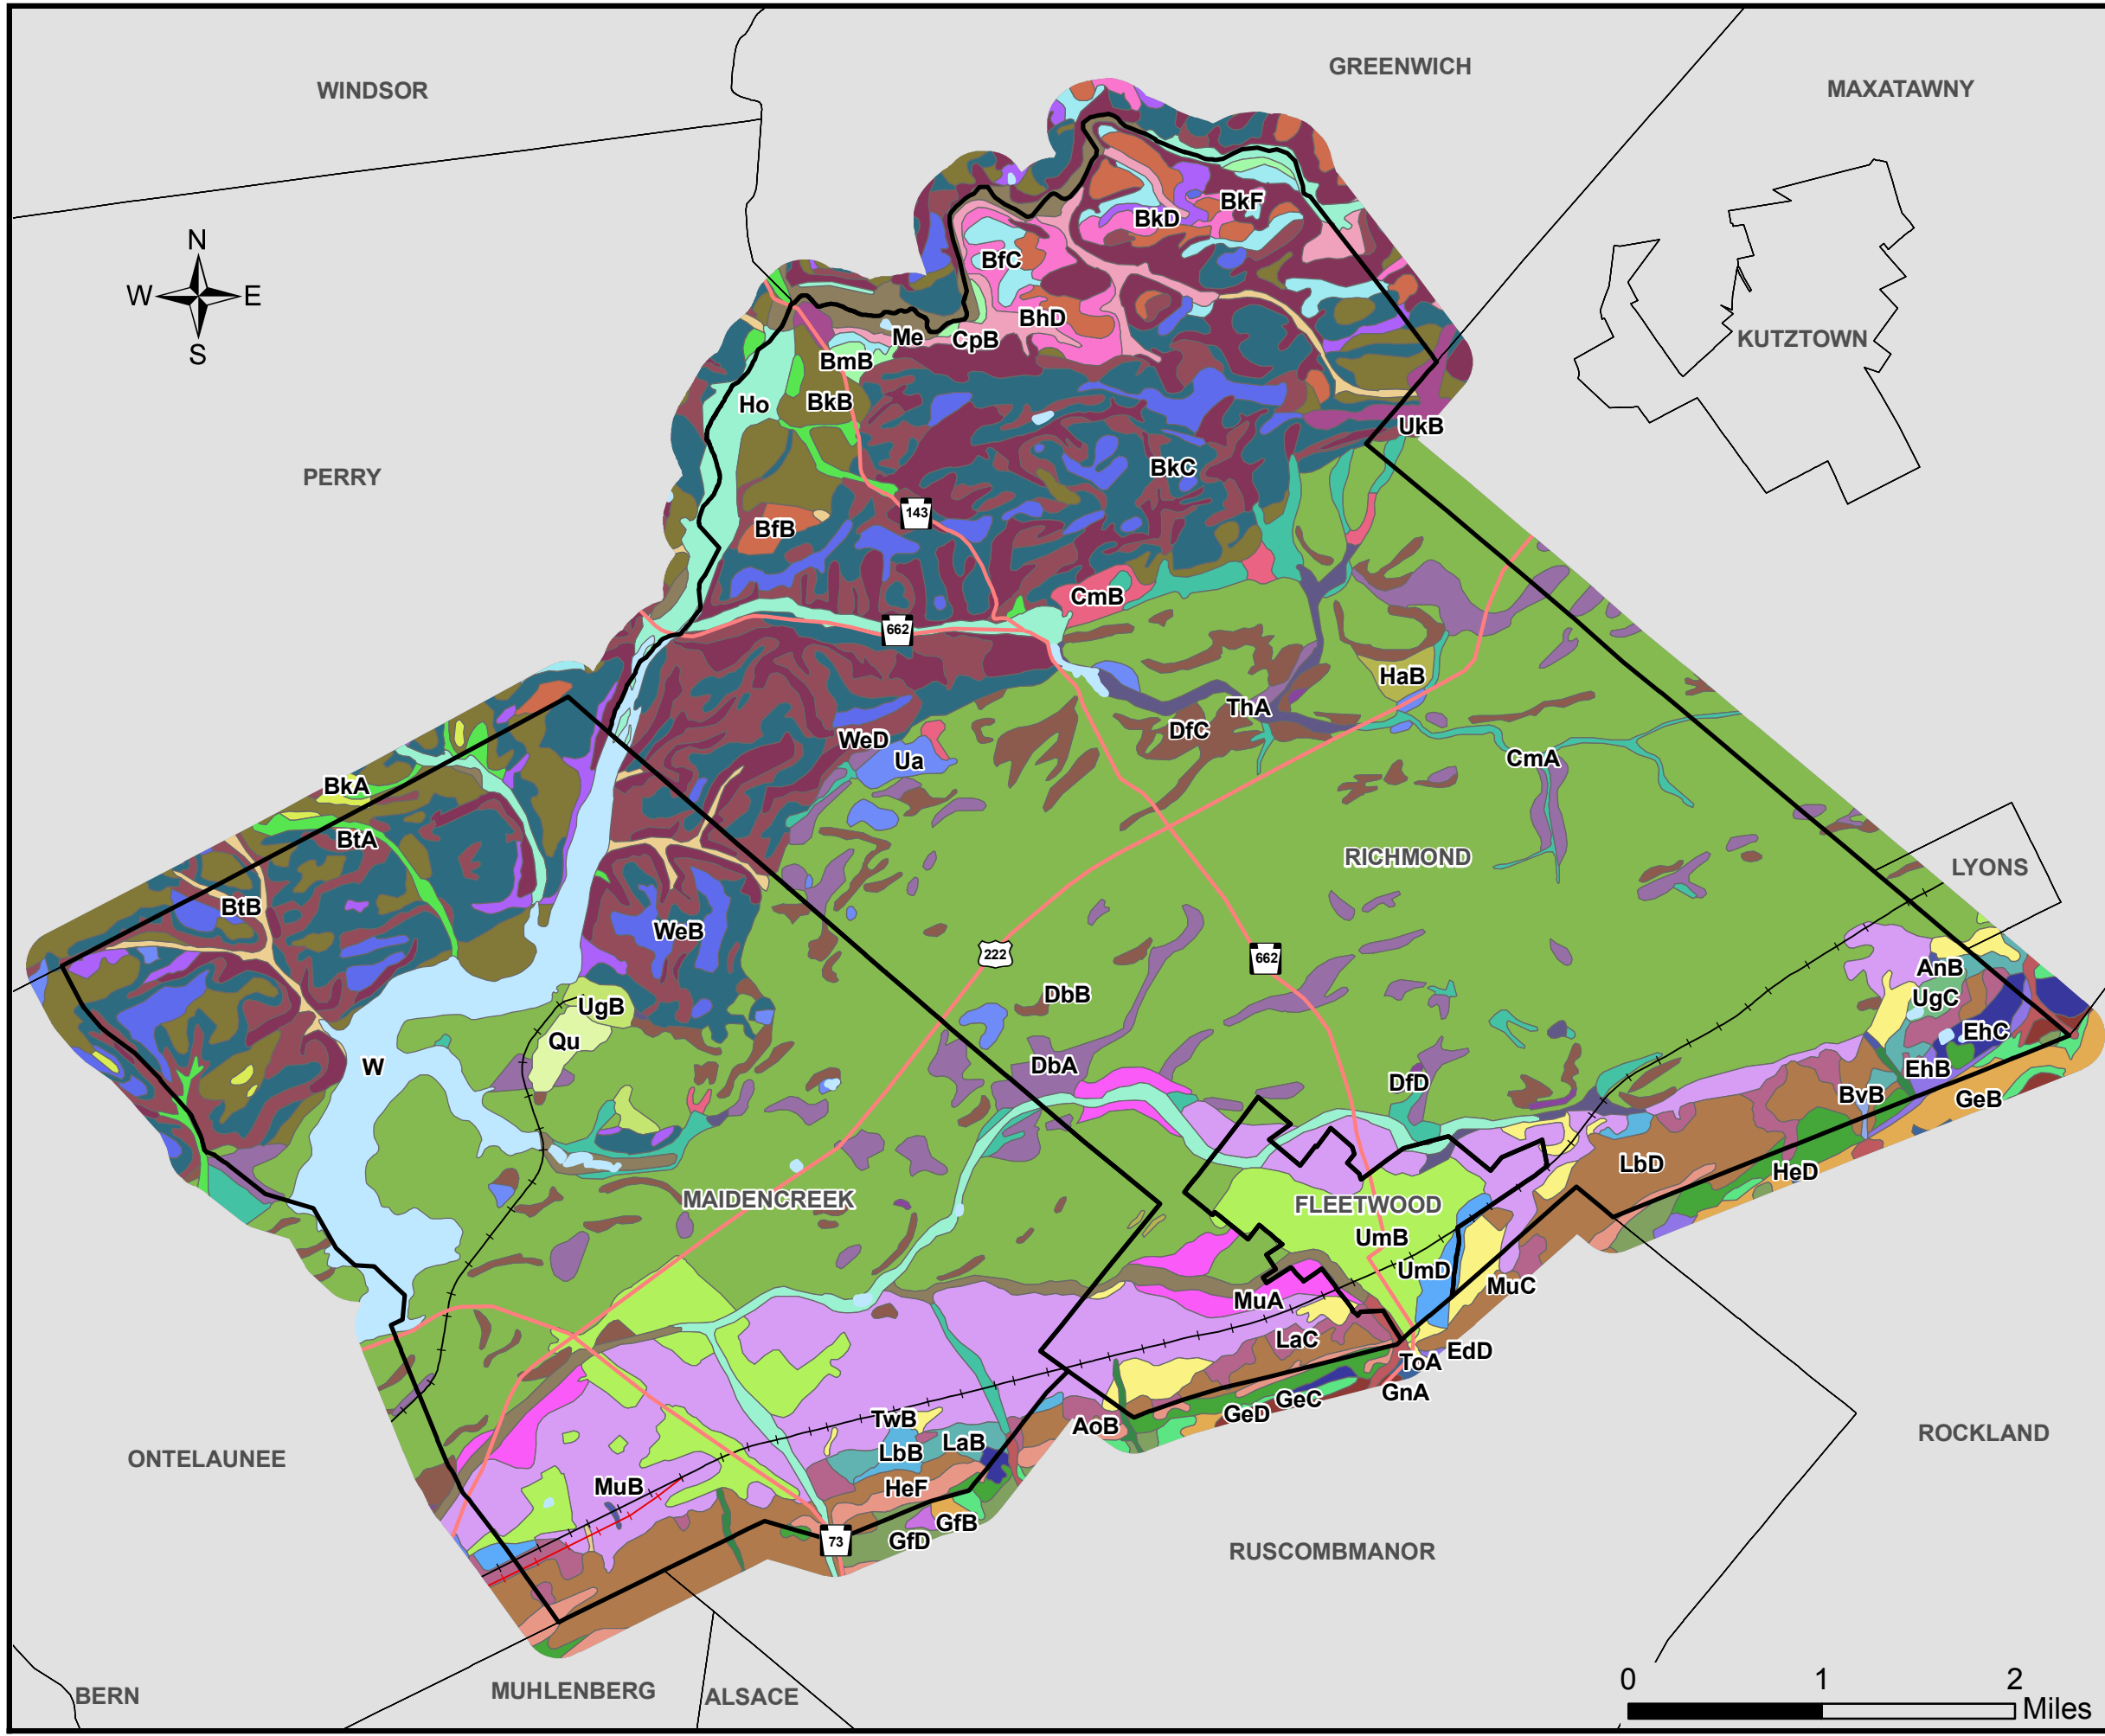 GREENWICH
WINDSOR
MAXATAWNY
BkF
BkD
N
BfC
W E
S
BhD
Me
CpB
KUTZTOWN
BmB
Ho
BkB
UkB
BkC
PERRY
143
BfB
CmB
662
HaB
ThA
DfC
WeD
Ua
CmA
BkA
BtA
RICHMOND
LYONS
BtB
WeB
222
662
AnB
DbB
UgC
UgB
EhC
Qu
W
DbA
EhB
DfD
BvB
GeB
LbD
HeD
MAIDENCREEK
FLEETWOOD
UmB
UmD
MuC
MuA
LaC
EdD
ToA
GnA
GeC
GeD
TwB
AoB
ROCKLAND
LaB
LbB
ONTELAUNEE
MuB
HeF
GfB
73
GfD
RUSCOMBMANOR
0 1 2
MUHLENBERG
BERN
ALSACE
Miles